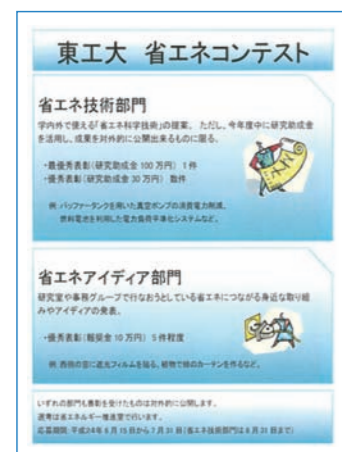 東工大 省エネコンテスト
省エネ技術部門
学内外で使える「省エネ科学技術」の提案。 ただし、今年度中に研究助成金
を活用し、成果を対外的に公開出来るものに限る。
・最優秀表彰(研究助成金 100 万円) 1 件
・優秀表彰(研究助成金 30 万円) 数件
例: バッファータンクを用いた真空ポンプの消費電力削減、
燃料電池を利用した電力負荷平準化システムなど。
省エネアイディア部門
研究室や事務グループで行なおうとしている省エネにつながる身近な取り組
みやアイディアの発表。
・優秀表彰(報奨金 10 万円) 5 件程度
例: 西側の窓に遮光フィルムを貼る、植物で緑のカーテンを作るなど。
いずれの部門も表彰を受けたものは対外的に公開します。
選考は省エネルギー推進室で行います。
応募期間: 平成24年 6 月 15 日から 7 月 31 日(省エネ技術部門は 8 月 31 日まで)